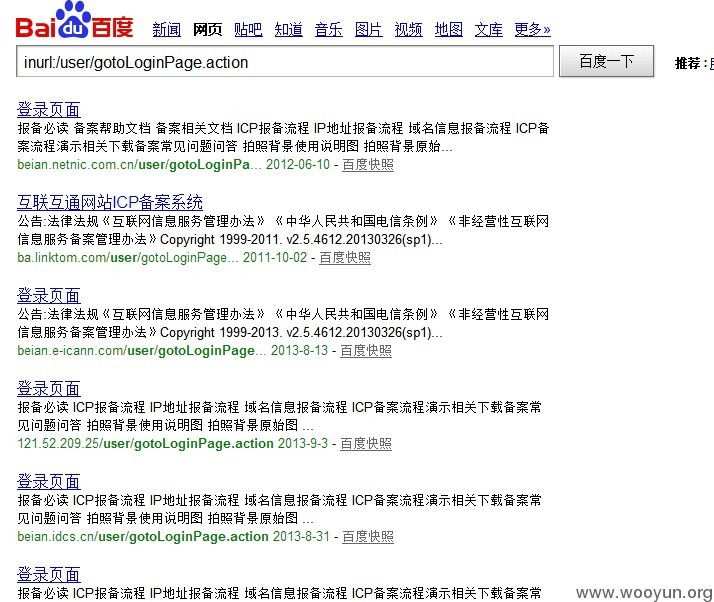 Bai du 百度 新闻 网页 贴吧 知道 音乐 图片 视频 地图 文库 更多»
inurl:/user/gotoLoginPage.action 百度一下 推荐 :
登录页面
报备必读 备案帮助文档 备案相关文档 ICP报备流程 IP地址报备流程 域名信息报备流程 ICP备
案流程演示相关下载备案常见问题问答 拍照背景使用说明图 拍照背景原始...
beian.netnic.com.cn/user/gotoLoginPa... 2012-06-10 - 百度快照
互联互通网站ICP备案系统
公告:法律法规《互联网信息服务管理办法》 《中华人民共和国电信条例》 《非经营性互联网
信息服务备案管理办法》Copyright 1999-2011. v2.5.4612.20130326(sp1)...
ba.linktom.com/user/gotoLoginPage... 2011-10-02 - 百度快照
登录页面
公告:法律法规《互联网信息服务管理办法》 《中华人民共和国电信条例》 《非经营性互联网
信息服务备案管理办法》Copyright 1999-2013. v2.5.4612.20130326(sp1)...
beian.e-icann.com/user/gotoLoginPage... 2013-8-13 - 百度快照
登录页面
报备必读 ICP报备流程 IP地址报备流程 域名信息报备流程 ICP备案流程演示相关下载备案常
见问题问答 拍照背景使用说明图 拍照背景原始图 ...
121.52.209.25/user/gotoLoginPage.action 2013-9-3 - 百度快照
登录页面
报备必读 ICP报备流程 IP地址报备流程 域名信息报备流程 ICP备案流程演示相关下载备案常
见问题问答 拍照背景使用说明图 拍照背景原始图 ...
beian.idcs.cn/user/gotoLoginPage.action 2013-8-31 - 百度快照
登录页面
报备必读 ICP报备流程 IP地址报备流程 域名信息报备流程 ICP备案流程演示相关下载备案常
www.wooyun.org